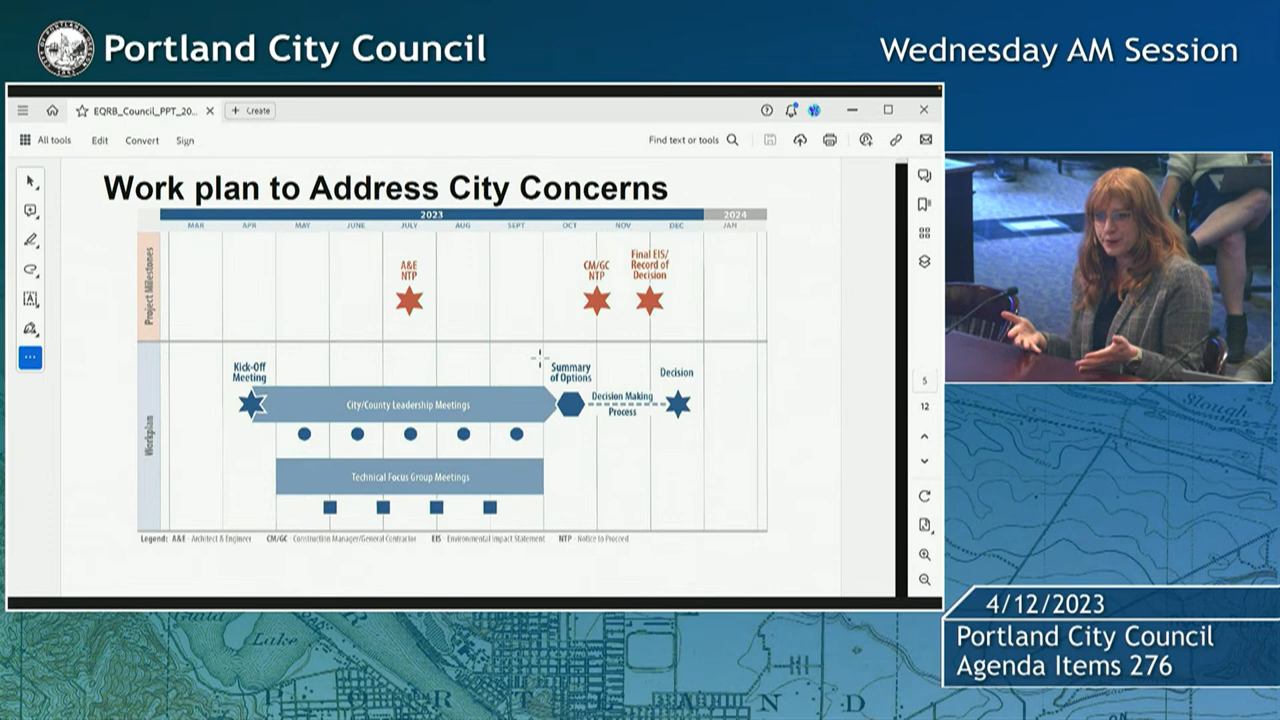 Portland City Council
Wednesday AM Session
EQRB_Council_PPT_20...
Create
All tools
Edit
Convert
Sign
Find text or tools
Work plan to Address City Concerns
2023
2024
MAR
APR
MAY
JUNE
JULY
AUG
SEPT
OCT
NOV
DEC
JAN
Project Milestones
A&E
NTP
CM/GC
NTP
Final EIS/
Record of
Decision
Workplan
Kick-Off
Meeting
City/County Leadership Meetings
Summary
of Options
Decision Making
Process
Decision
Technical Focus Group Meetings
Legend: A&E - Architect & Engineer CM/GC - Construction Manager/General Contractor EIS - Environmental Impact Statement NTP - Notice to Proceed
5
12
4/12/2023
Portland City Council
Agenda Items 276
Guild
Lake
Slough
R T L A N D